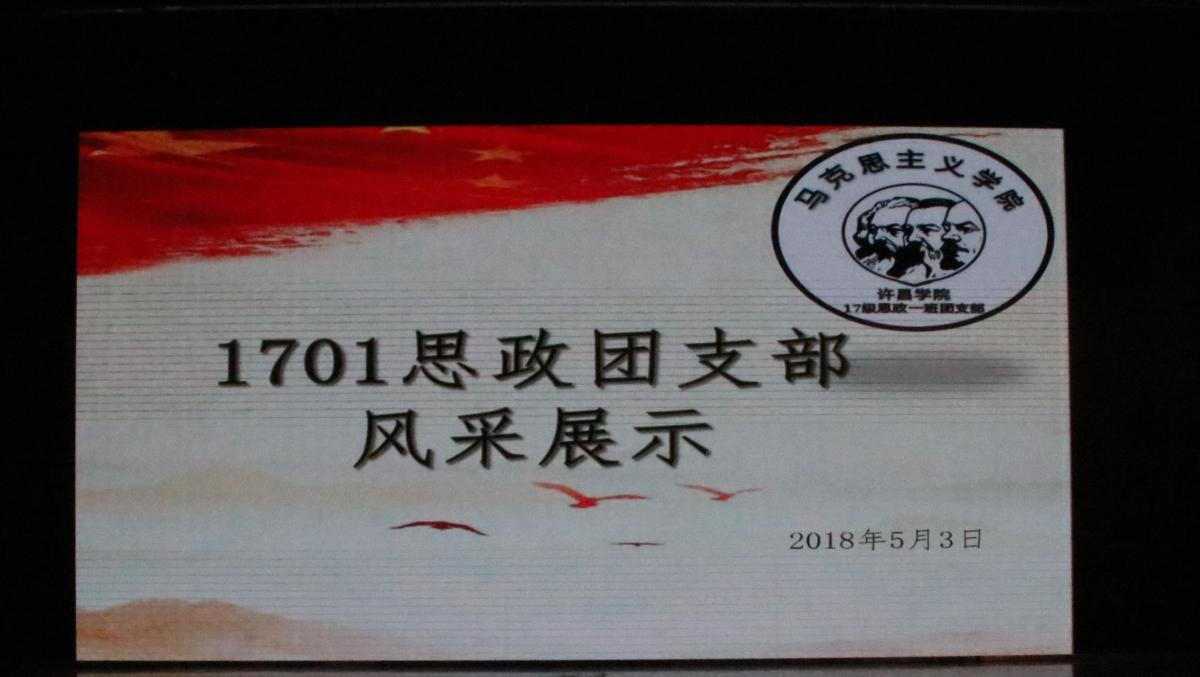 马克思主义学院
许昌学院
17级思政一班团支部
1701思政团支部
风采展示
2018年5月3日